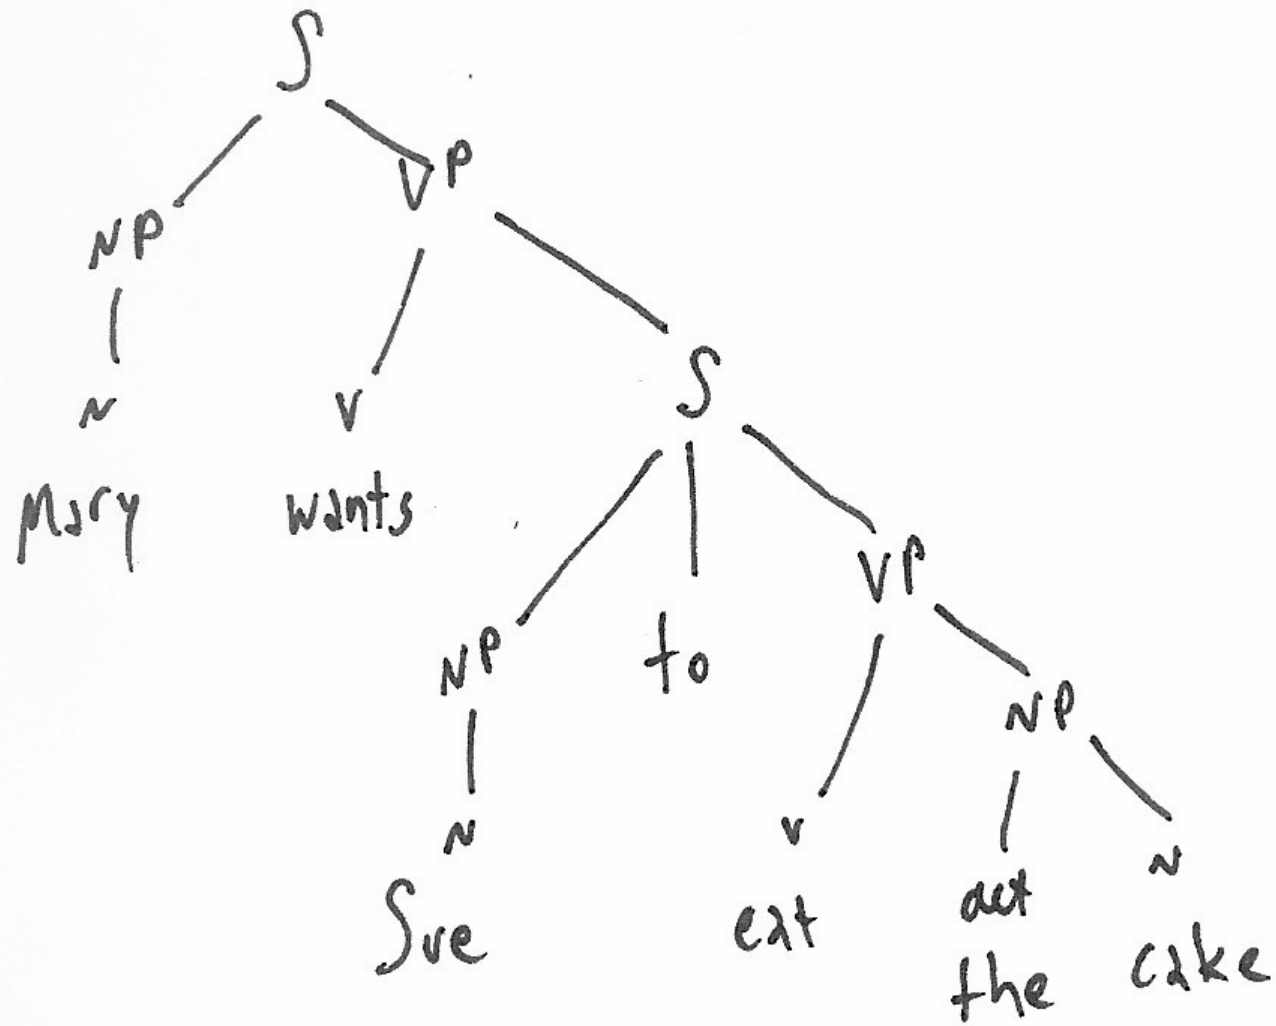 S
NP VP
N V S
Mary wants
NP to VP
N V NP
Sue eat det N
the cake